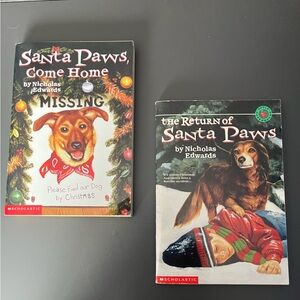 Santa Paws,
Come Home
by Nicholas
Edwards
MISSING
Please Find our Dog
by Christmas
SCHOLASTIC
the Return of
Santa Paws
by Nicholas
Edwards
SCHOLASTIC